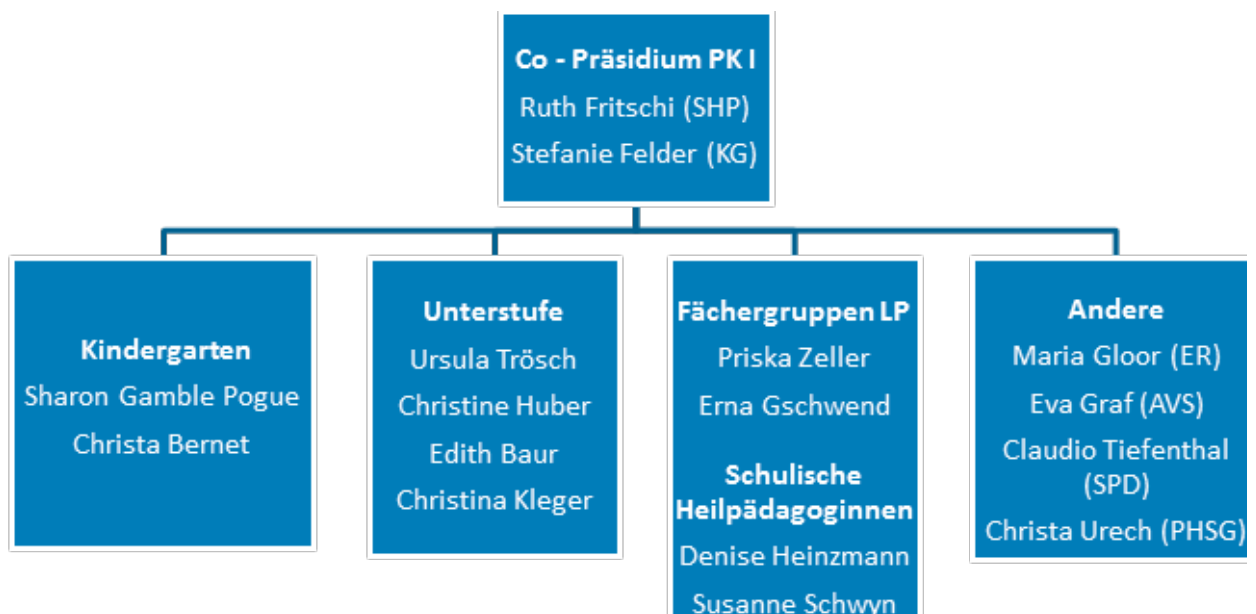 Co - Präsidium PK I
Ruth Fritschi (SHP)
Stefanie Felder (KG)
Kindergarten
Sharon Gamble Pogue
Christa Bernet
Unterstufe
Ursula Trösch
Christine Huber
Edith Baur
Christina Kleger
Fächergruppen LP
Priska Zeller
Erna Gschwend
Schulische
Heilpädagoginnen
Denise Heinzmann
Susanne Schwyn
Andere
Maria Gloor (ER)
Eva Graf (AVS)
Claudio Tiefenthal
(SPD)
Christa Urech (PHSG)